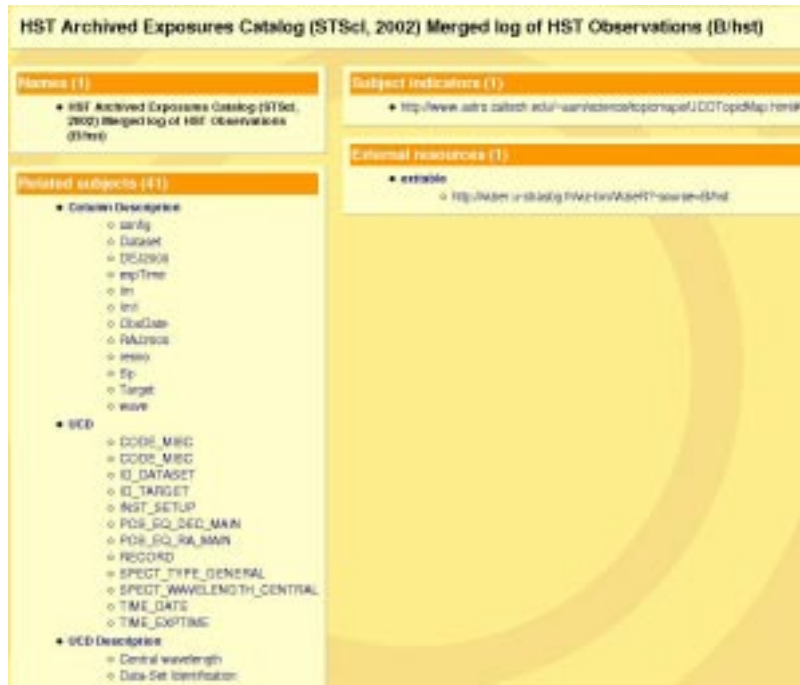 HST Archived Exposures Catalog (STScI, 2002) Merged log of HST Observations (B/hst)
Names (1)
HST Archived Exposures Catalog (STScI,
2002) Merged log of HST Observations
(B/hst)
Related subjects (41)
Column Description
config
Dataset
DEJ2000
expTime
ObsDate
RAJ2000
Sp
Target
wave
UCD
CODE_MISC
CODE_MISC
ID_DATASET
ID_TARGET
INST_SETUP
POS_EQ_DEC_MAIN
POS_EQ_RA_MAIN
RECORD
SPECT_TYPE_GENERAL
SPECT_WAVELENGTH_CENTRAL
TIME_DATE
TIME_EXPTIME
UCD Description
Central wavelength
Data-Set Identification
Subject indicators (1)
External resources (1)